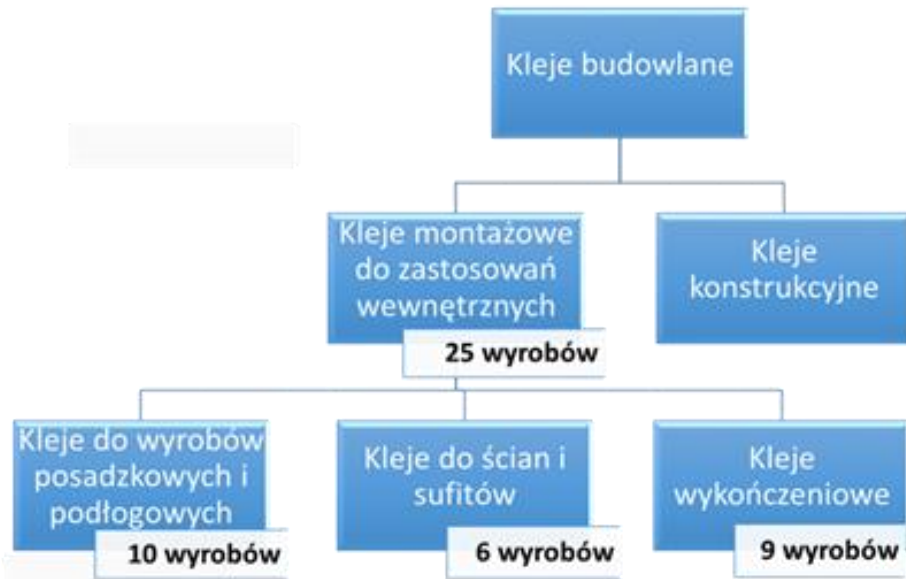 Kleje budowlane
Kleje montażowe
do zastosowań
wewnętrznych
25 wyrobów
Kleje
konstrukcyjne
Kleje do wyrobów
posadzkowych i
podłogowych
10 wyrobów
Kleje do ścian i
sufitów
6 wyrobów
Kleje
wykończeniowe
9 wyrobów